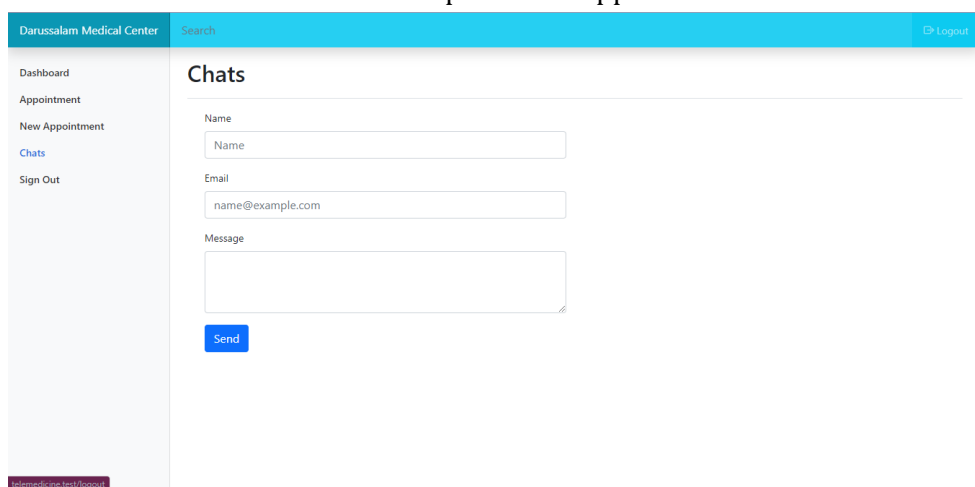 Darussalam Medical Center Search Logout
Dashboard
Appointment
New Appointment
Chats
Sign Out
Chats
Name
Name
Email
name@example.com
Message
Send
telemedicine.test/logout